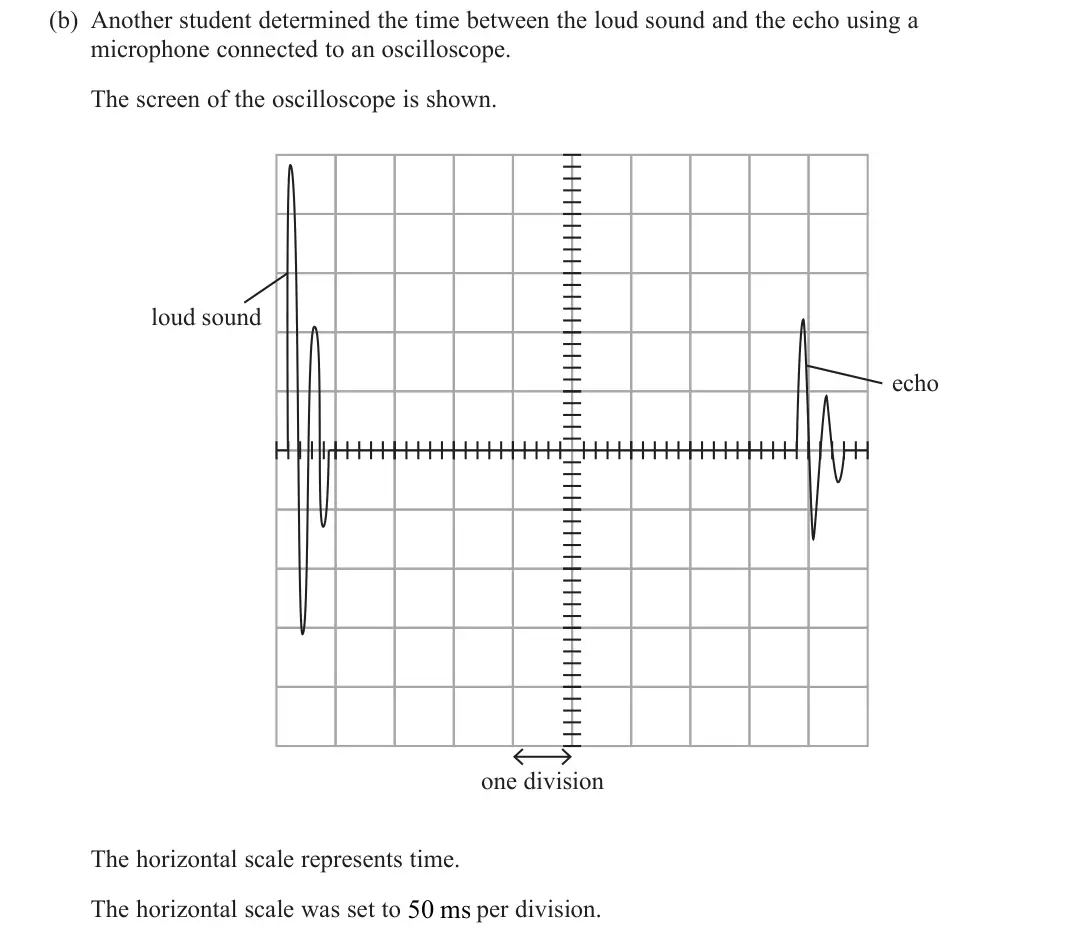 (b) Another student determined the time between the loud sound and the echo using a
microphone connected to an oscilloscope.
The screen of the oscilloscope is shown.
loud sound
echo
one division
The horizontal scale represents time.
The horizontal scale was set to 50 ms per division.